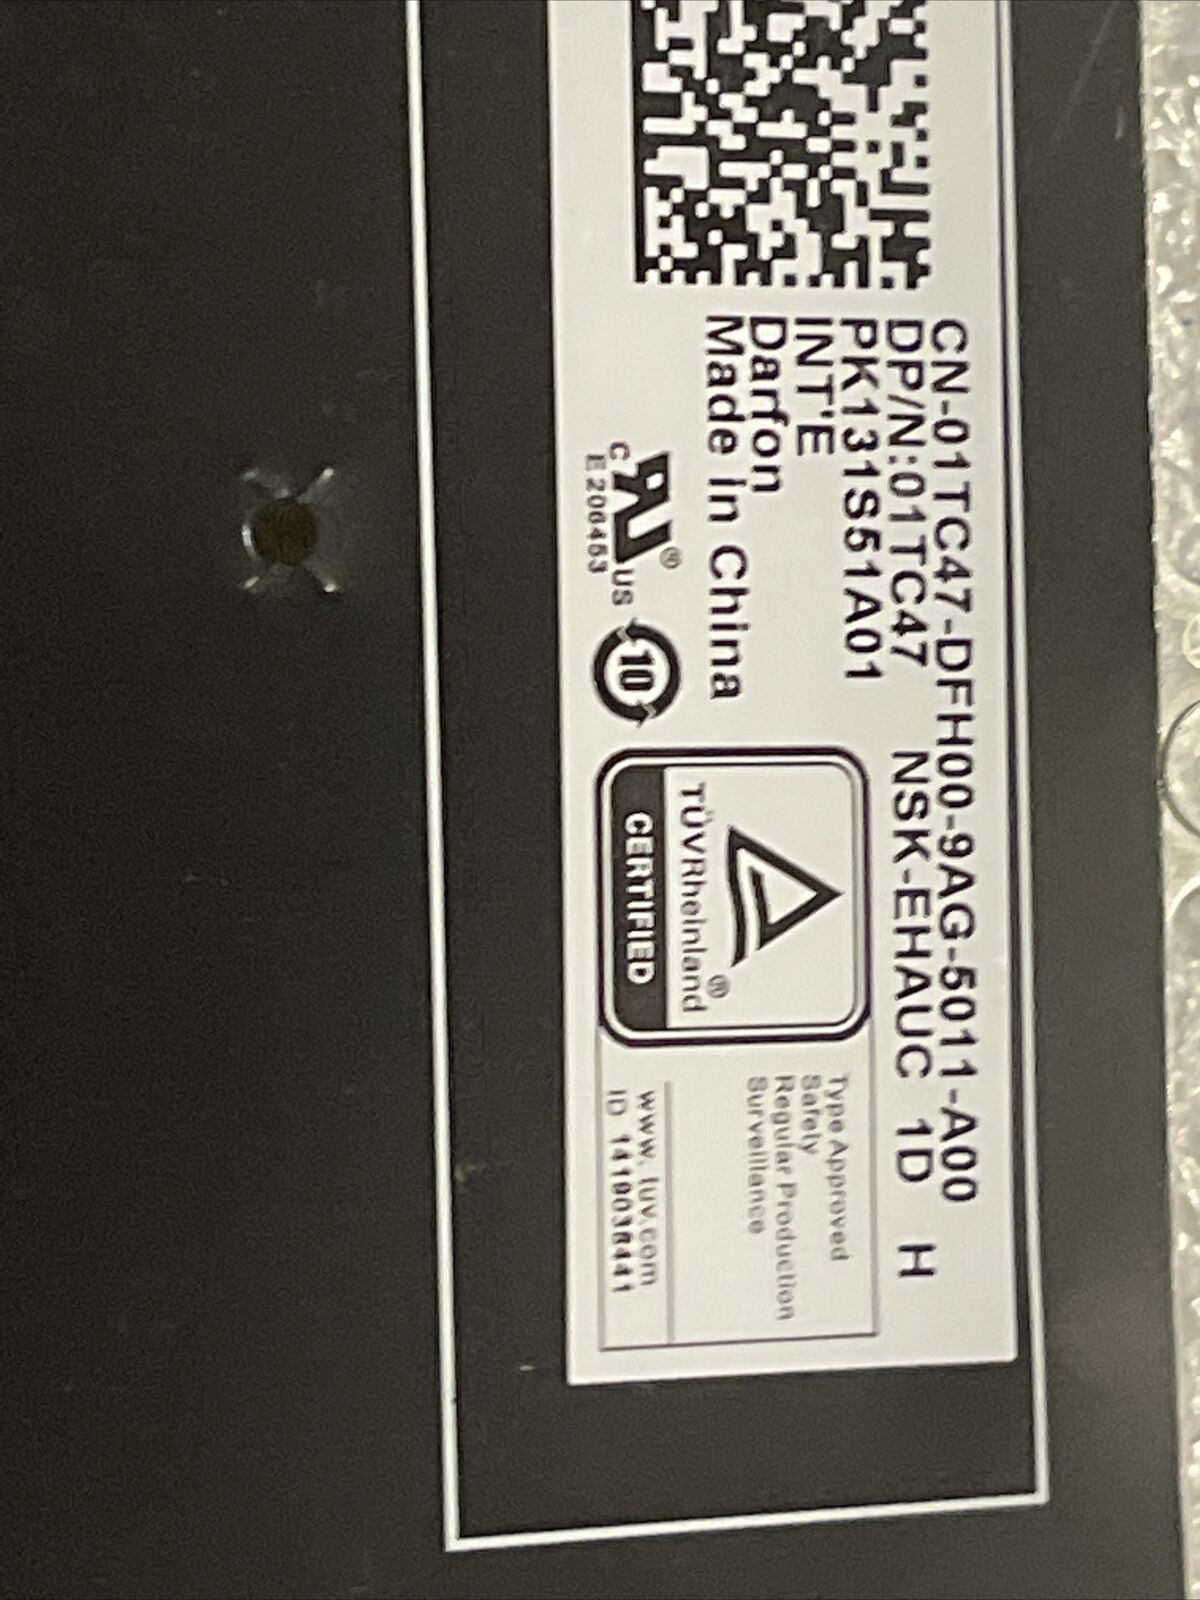 CN-01TC47-DFH00-9AG-5011-A00
DP/N:01TC47 NSK-EHAUC 1D H
PK131S51A01
INT'E
Darfon
Made in China
C US ®
E206453
10
TÜVRheinland®
CERTIFIED
Type Approved
Safety
Regular Production
Surveillance
www.tuv.com
ID 1419038441